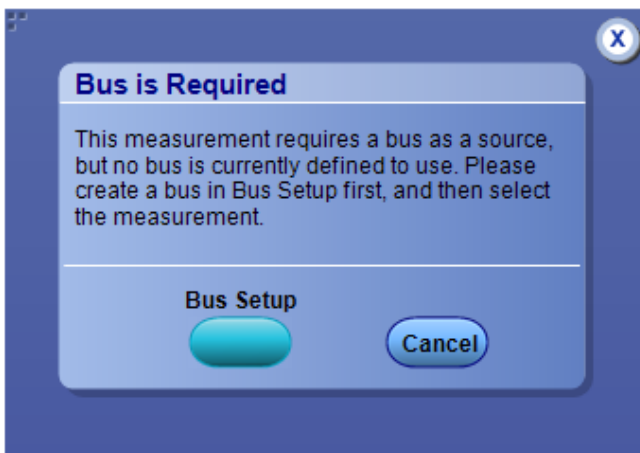 X
Bus is Required
This measurement requires a bus as a source,
but no bus is currently defined to use. Please
create a bus in Bus Setup first, and then select
the measurement.
Bus Setup
Cancel